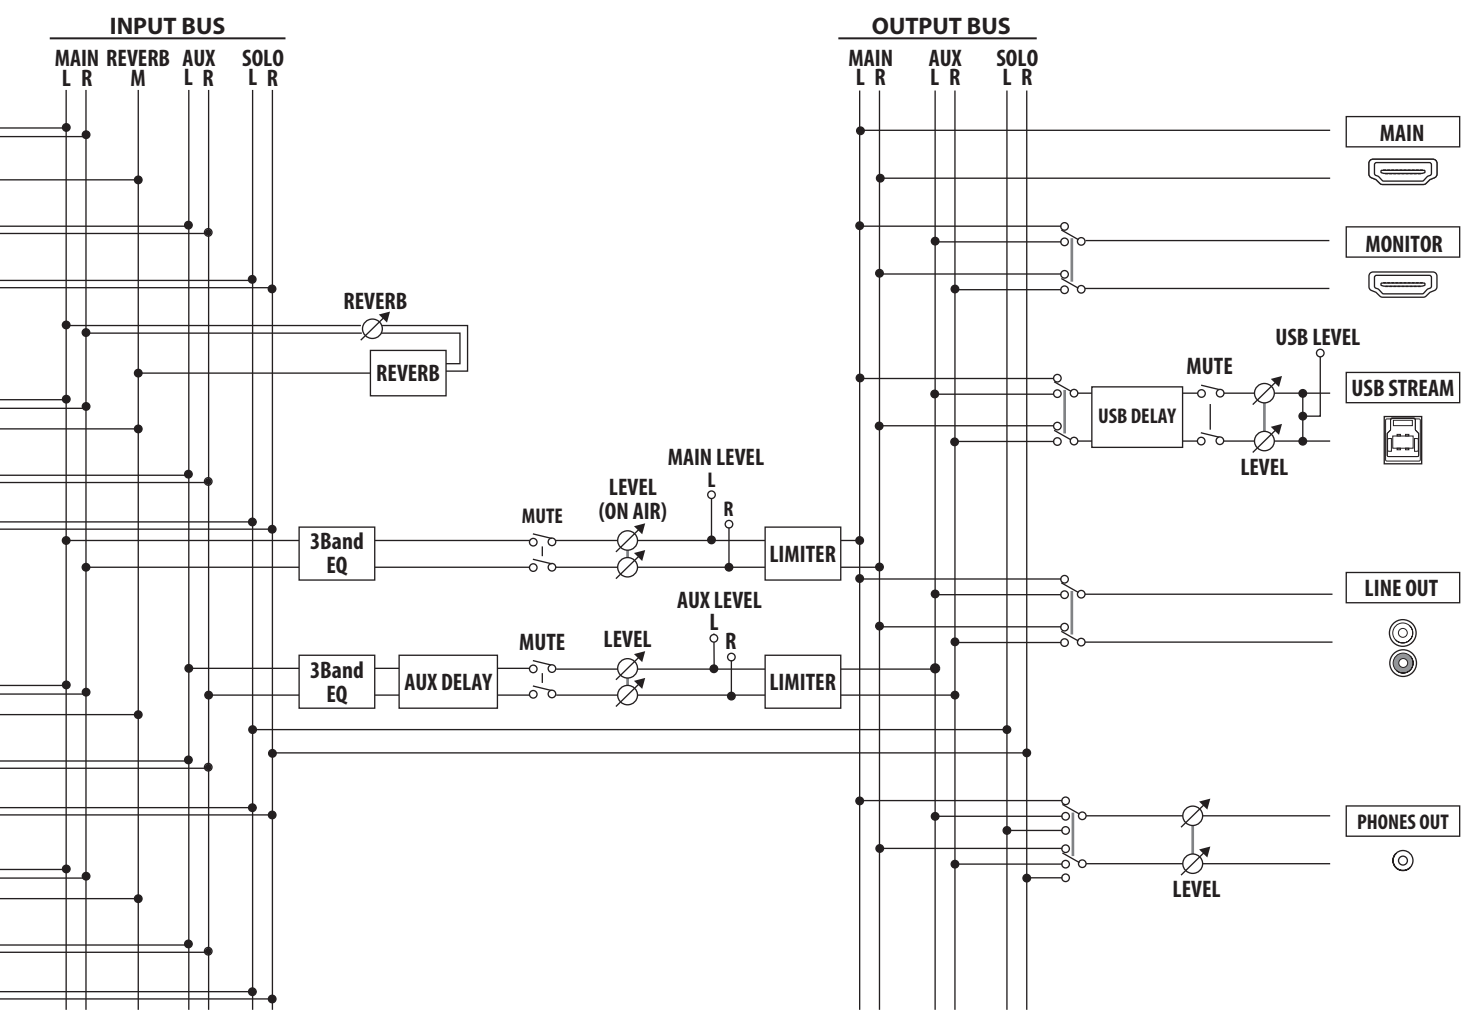 INPUT BUS
MAIN REVERB AUX SOLO
L R M L R L R
OUTPUT BUS
MAIN AUX SOLO
L R L R L R
MAIN
MONITOR
REVERB
REVERB
USB LEVEL
MUTE
USB STREAM
USB DELAY
LEVEL
MAIN LEVEL
L
R
LEVEL
(ON AIR)
MUTE
3Band
EQ
LIMITER
LINE OUT
AUX LEVEL
L
R
LEVEL
MUTE
3Band
EQ
AUX DELAY
LIMITER
PHONES OUT
LEVEL